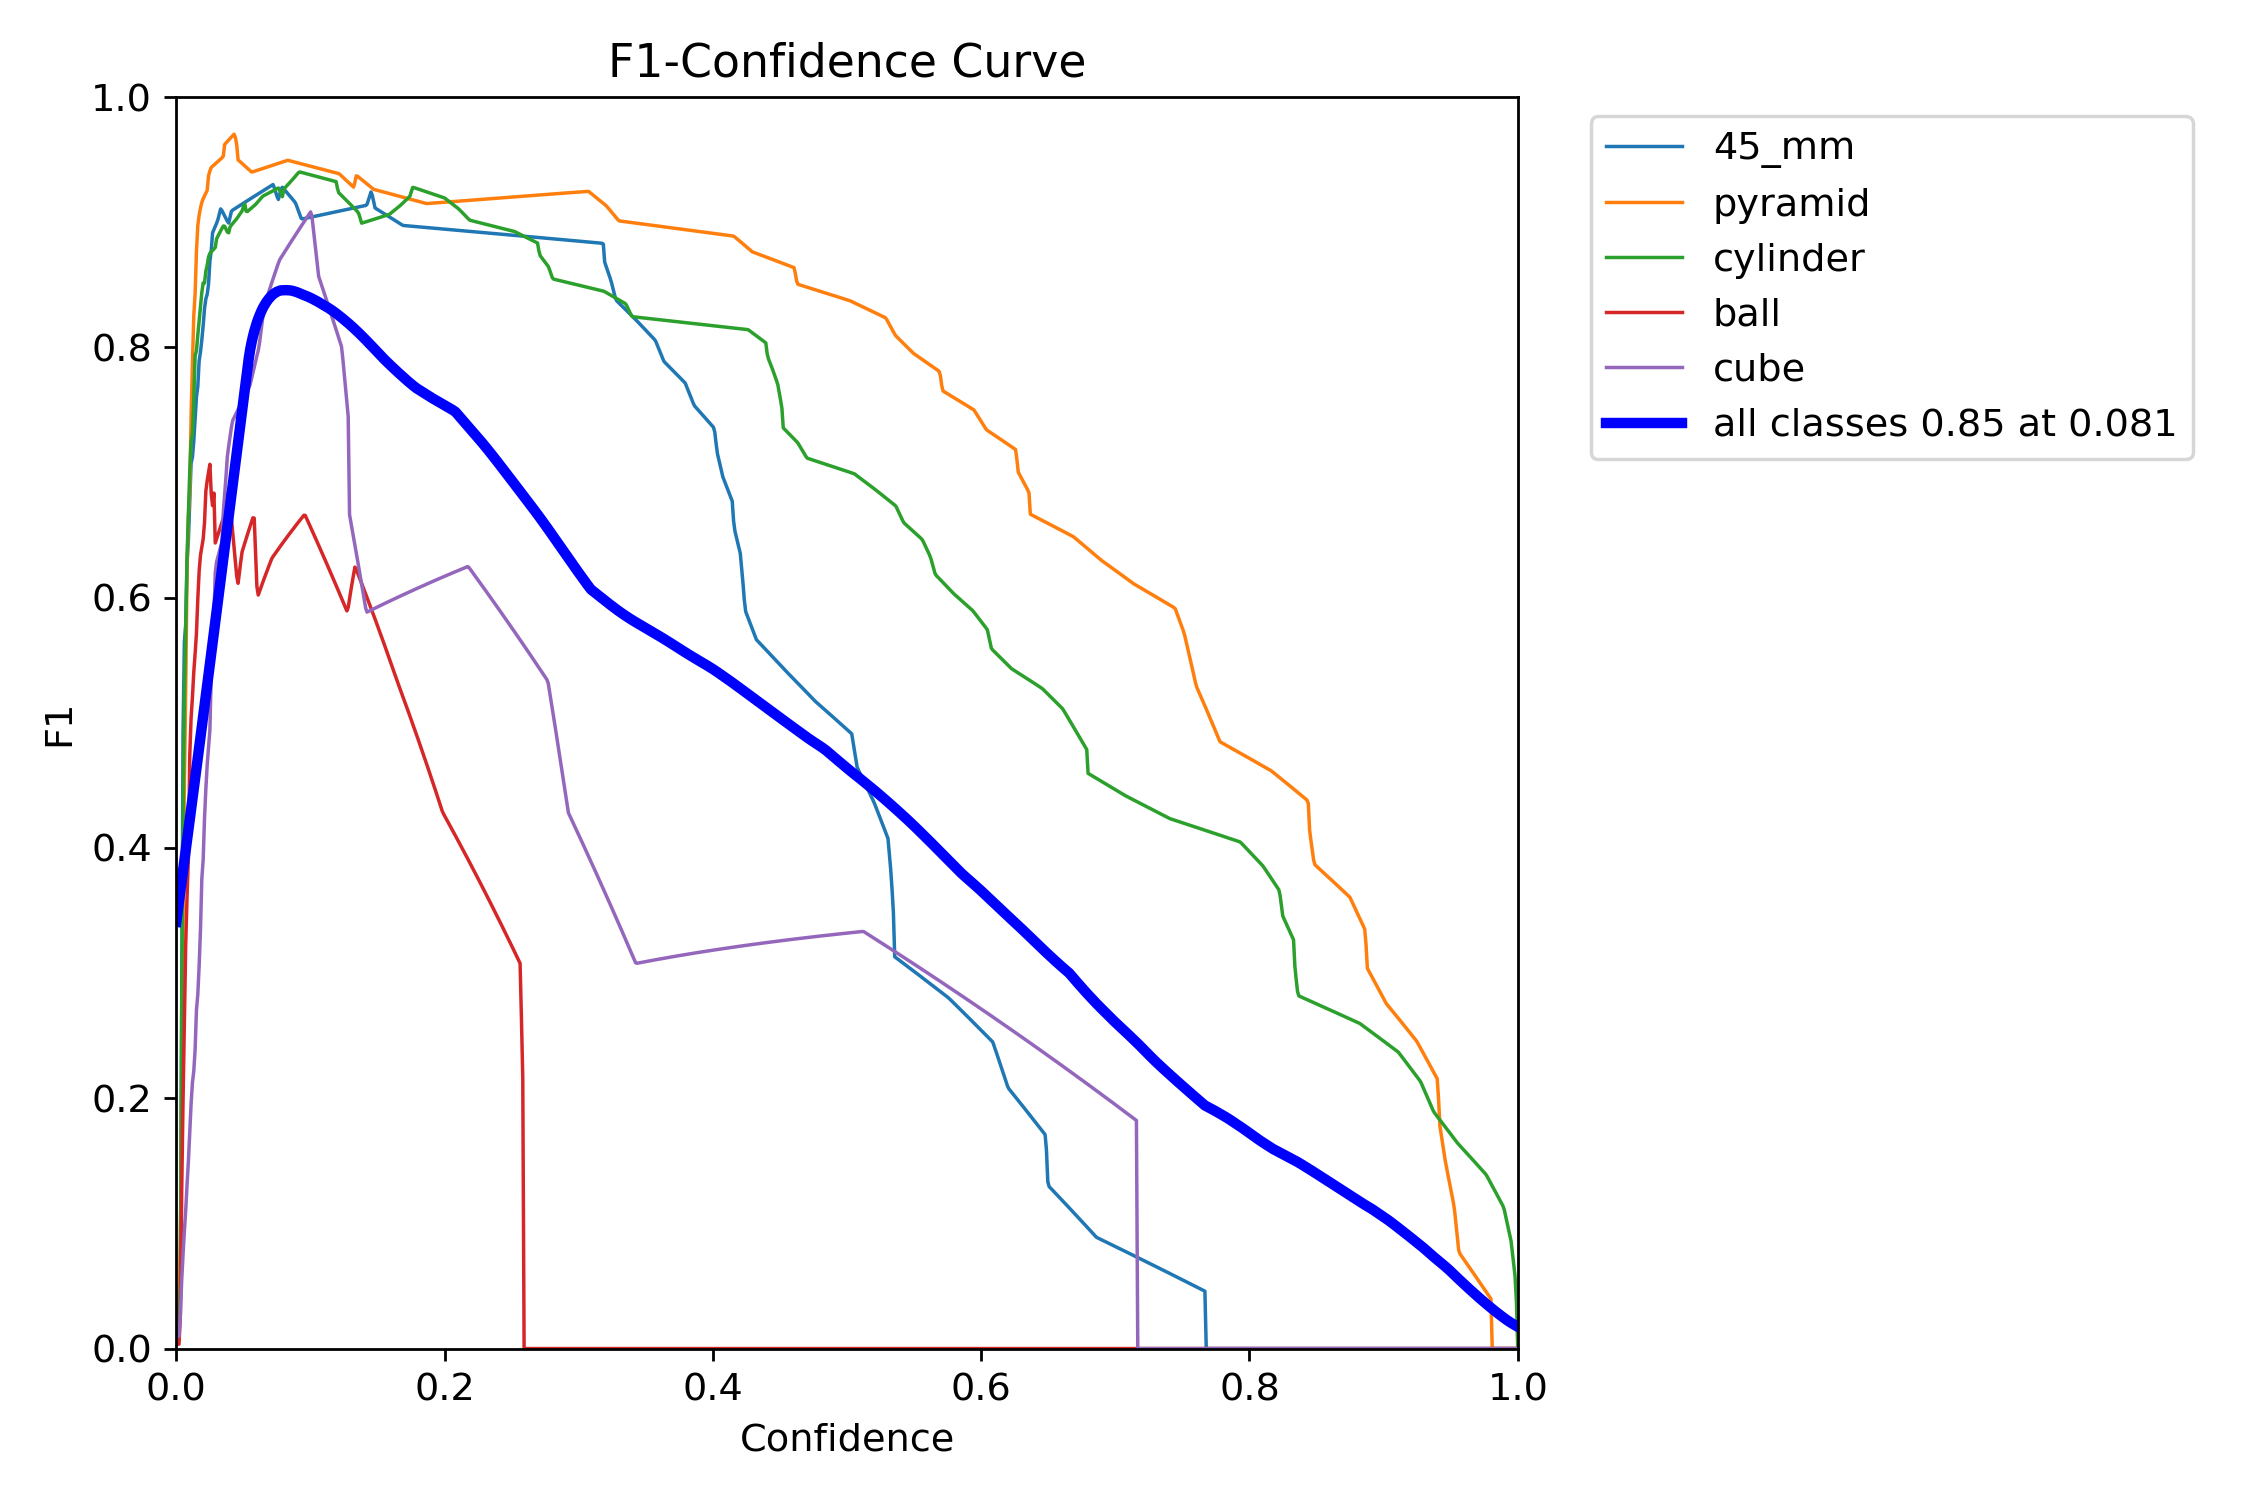 F1-Confidence Curve
1.0
0.8
0.6
0.4
0.2
0.0
F1
0.0 0.2 0.4 0.6 0.8 1.0
Confidence
45_mm
pyramid
cylinder
ball
cube
all classes 0.85 at 0.081